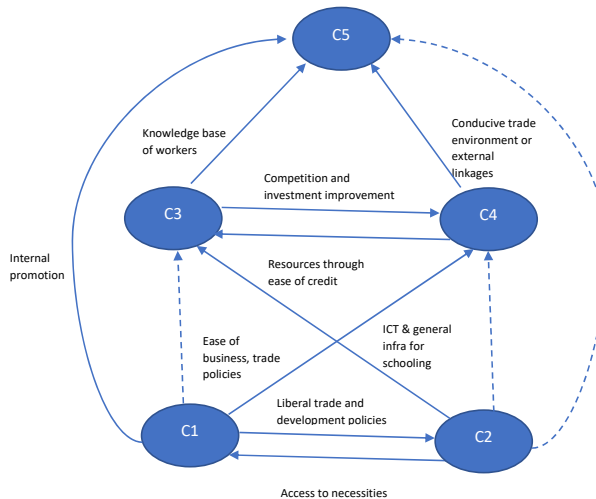 C5
Knowledge base
of workers
Conducive trade
environment or
external
linkages
Competition and
investment improvement
C3
C4
Internal
promotion
Resources through
ease of credit
Ease of
business, trade
policies
ICT & general
infra for
schooling
Liberal trade and
development policies
C1
C2
Access to necessities